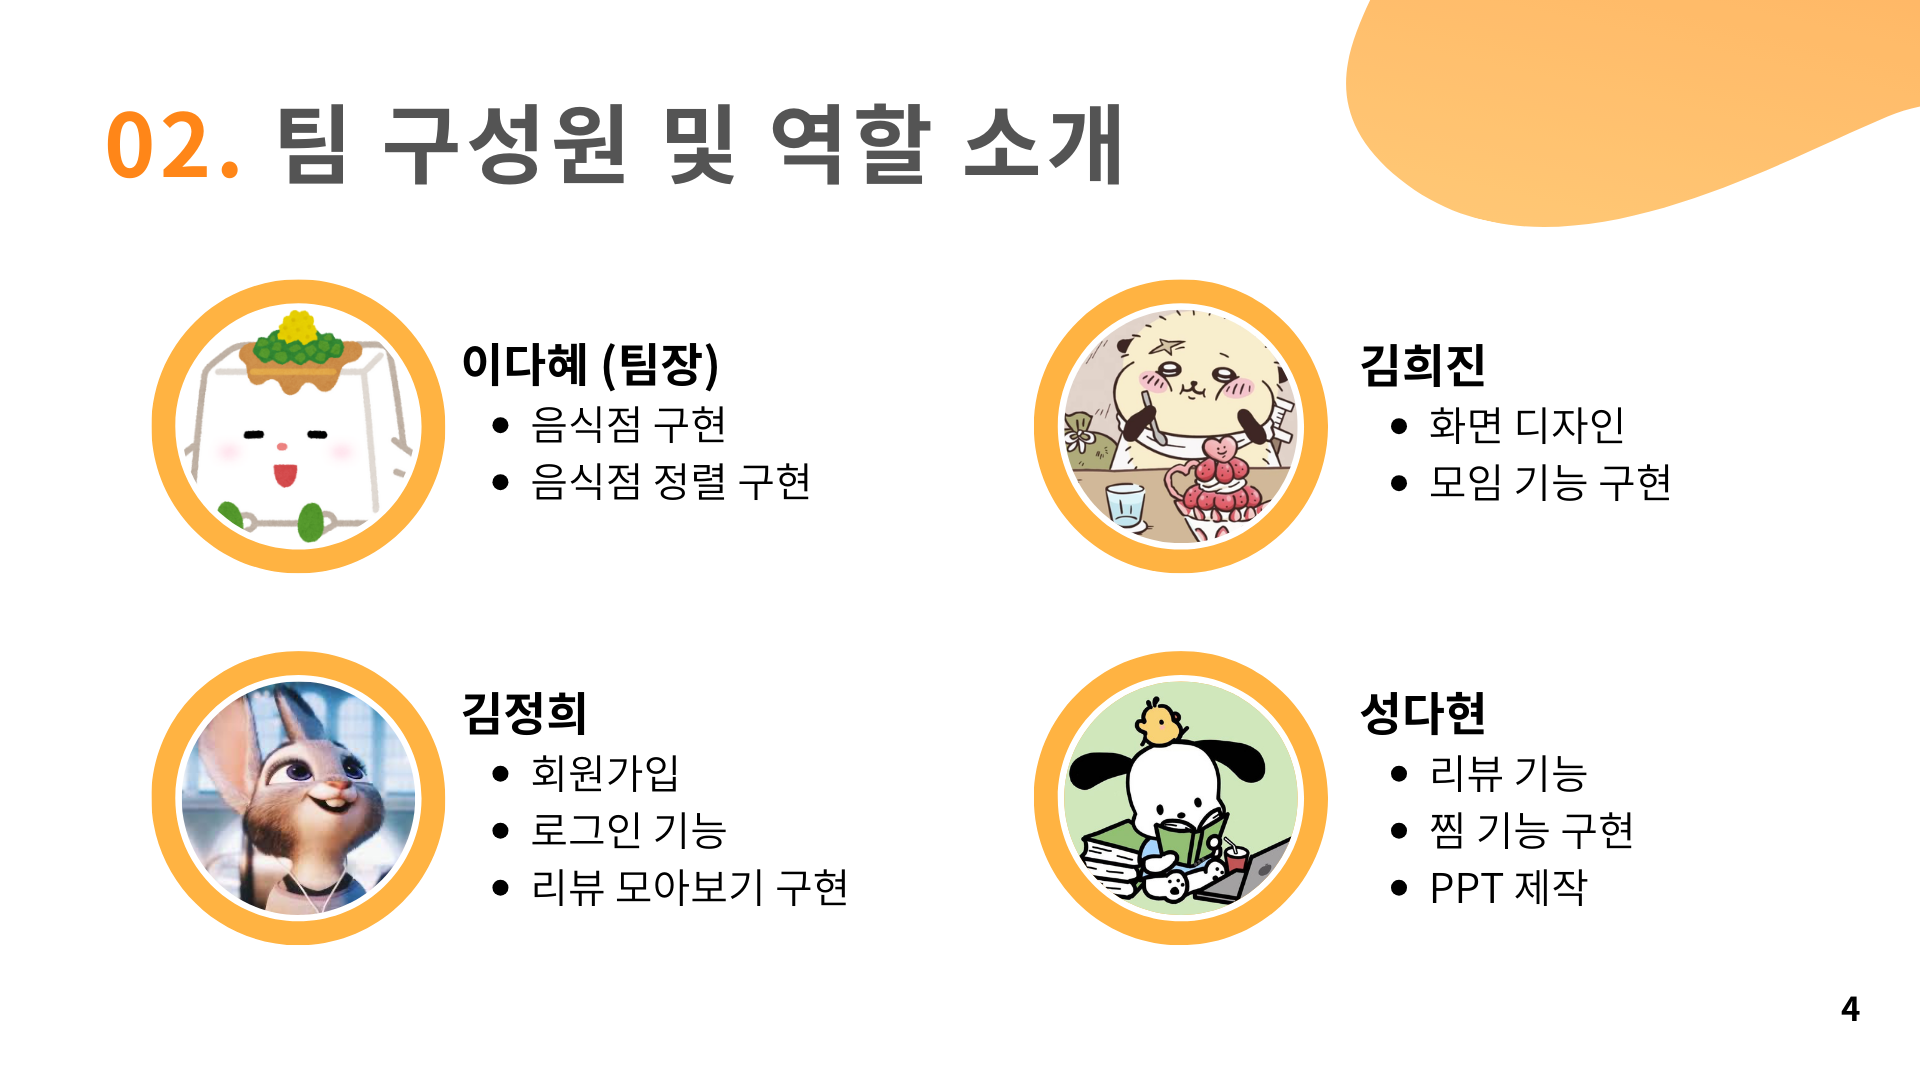 02. 팀 구성원 및 역할 소개
이다혜 (팀장)
• 음식점 구현
• 음식점 정렬 구현
김희진
• 화면 디자인
• 모임 기능 구현
김정희
• 회원가입
• 로그인 기능
• 리뷰 모아보기 구현
성다현
• 리뷰 기능
• 찜 기능 구현
• PPT 제작
4